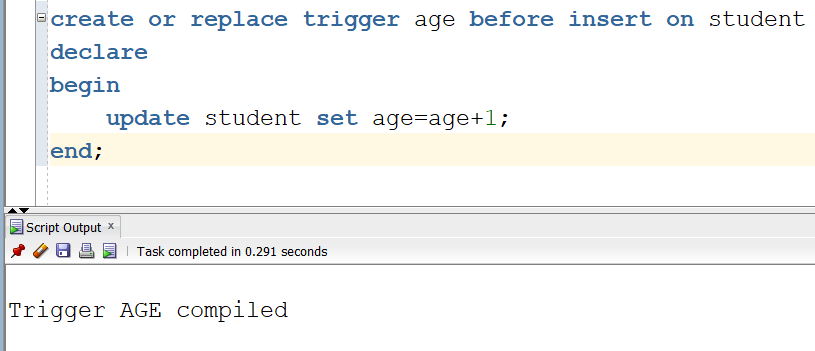 create or replace trigger age before insert on student
declare
begin
    update student set age=age+1;
end;
Script Output x
Task completed in 0.291 seconds
Trigger AGE compiled